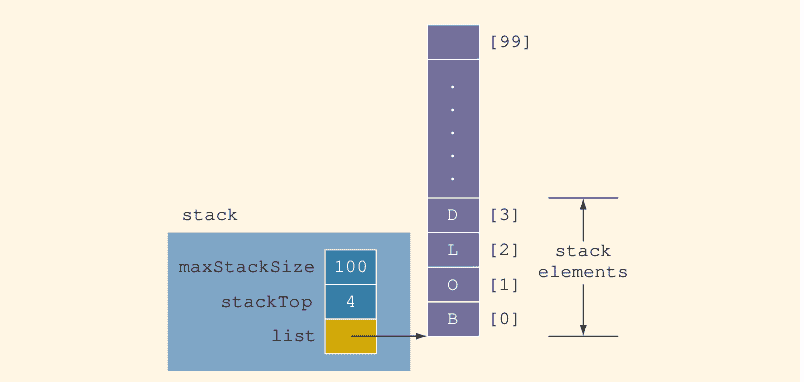 [99]
.
.
.
.
.
D [3]
stack
L [2]
stack
elements
maxStackSize 100
O [1]
stackTop 4
B [0]
list